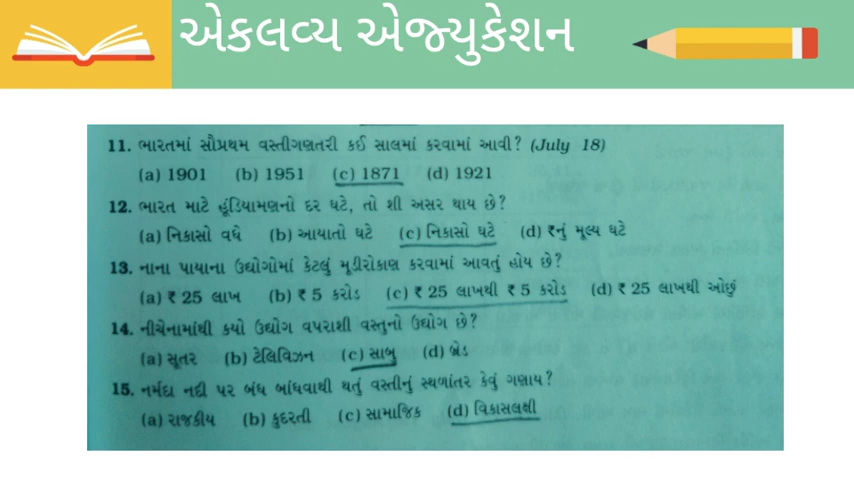 એકલવ્ય એજ્યુકેશન
11. ભારતમાં સૌપ્રથમ વસ્તીગણતરી કઈ સાલમાં કરવામાં આવી? (July 18)
(a) 1901 (b) 1951 (c) 1871 (d) 1921
12. ભારત માટે હૂંડિયામણનો દર ઘટે, તો શી અસર થાય છે?
(a) નિકાસો વધે (b) આયાતો ઘટે (c) નિકાસો ઘટે (d) ₹નું મૂલ્ય ઘટે
13. નાના પાયાના ઉદ્યોગોમાં કેટલું મૂડીરોકાણ કરવામાં આવતું હોય છે?
(a) ₹ 25 લાખ (b) ₹ 5 કરોડ (c) ₹ 25 લાખથી ₹ 5 કરોડ (d) ₹ 25 લાખથી ઓછું
14. નીચેનામાંથી કયો ઉદ્યોગ વપરાશી વસ્તુનો ઉદ્યોગ છે?
(a) સૂતર (b) ટેલિવિઝન (c) સાબુ (d) બ્રેડ
15. નર્મદા નદી પર બંધ બાંધવાથી થતું વસ્તીનું સ્થળાંતર કેવું ગણાય?
(a) રાજકીય (b) કુદરતી (c) સામાજિક (d) વિકાસલક્ષી